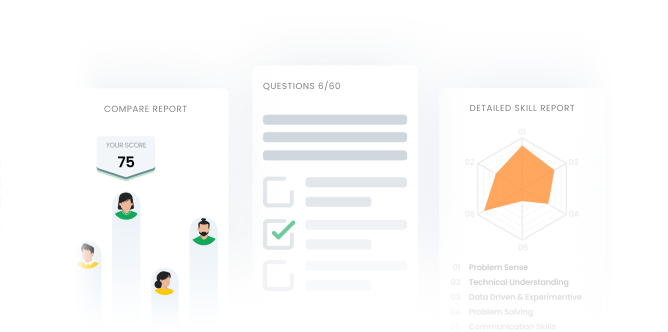 COMPARE REPORT
YOUR SCORE
75
QUESTIONS 6/60
DETAILED SKILL REPORT
01
02
03
06
04
05
01 Problem Sense
02 Technical Understanding
03 Data Driven & Experimentive
04 Problem Solving
05 Communication Skills